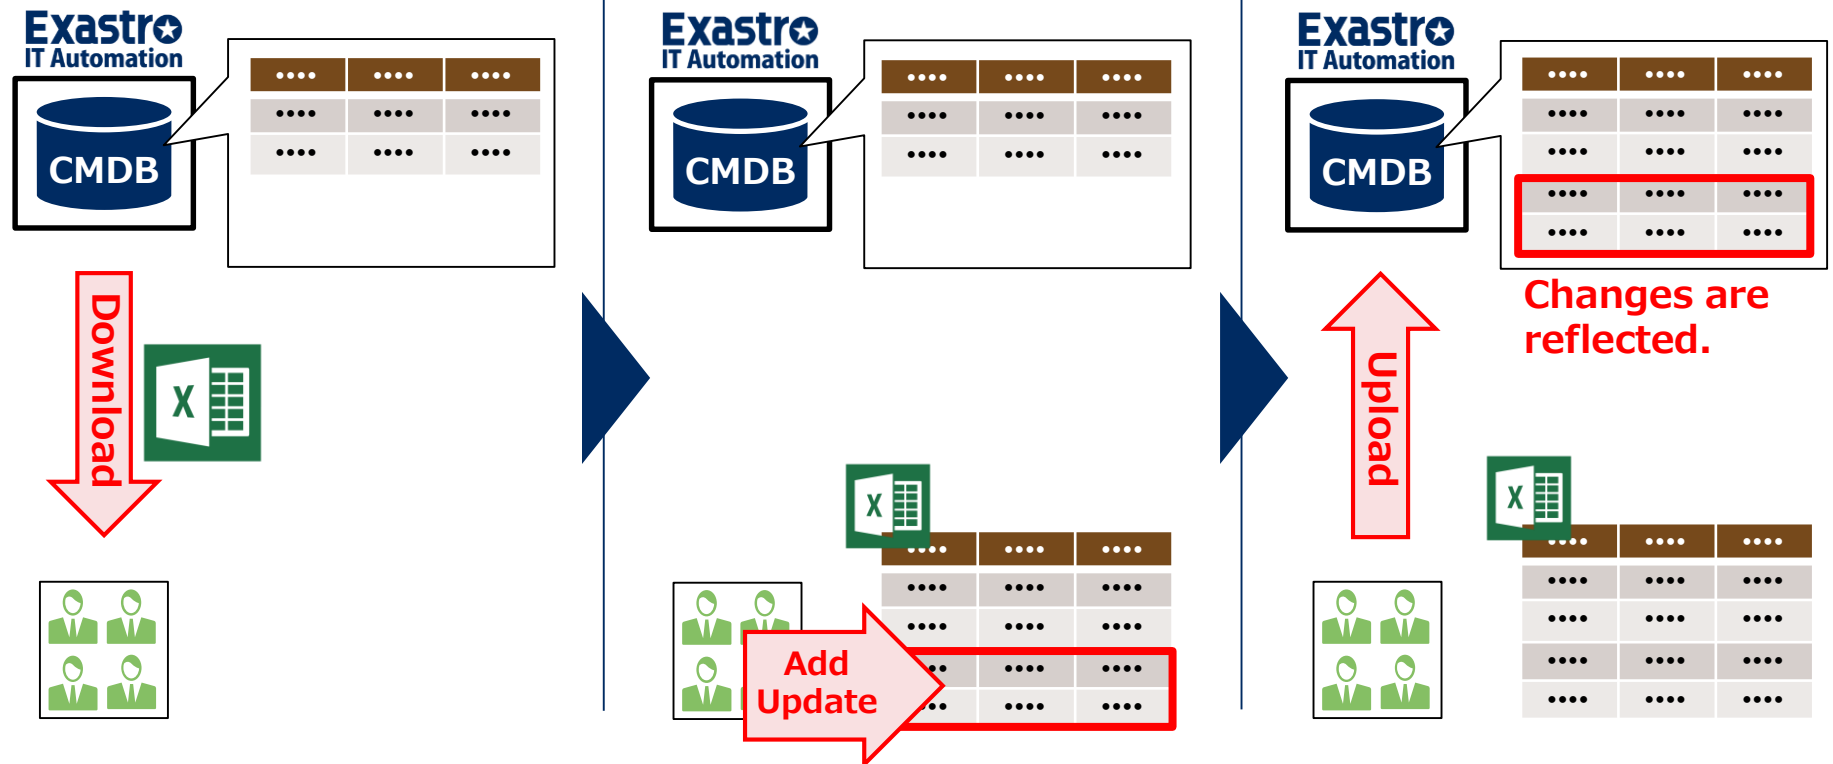 Exastro
IT Automation
CMDB
•••• •••• ••••
•••• •••• ••••
•••• •••• ••••
Download
X
Exastro
IT Automation
CMDB
•••• •••• ••••
•••• •••• ••••
•••• •••• ••••
X
•••• •••• ••••
•••• •••• ••••
•••• •••• ••••
•• •••• ••••
•• •••• ••••
Add
Update
Exastro
IT Automation
CMDB
•••• •••• ••••
•••• •••• ••••
•••• •••• ••••
•••• •••• ••••
•••• •••• ••••
Changes are
reflected.
Upload
X
•••• •••• ••••
•••• •••• ••••
•••• •••• ••••
•••• •••• ••••
•••• •••• ••••